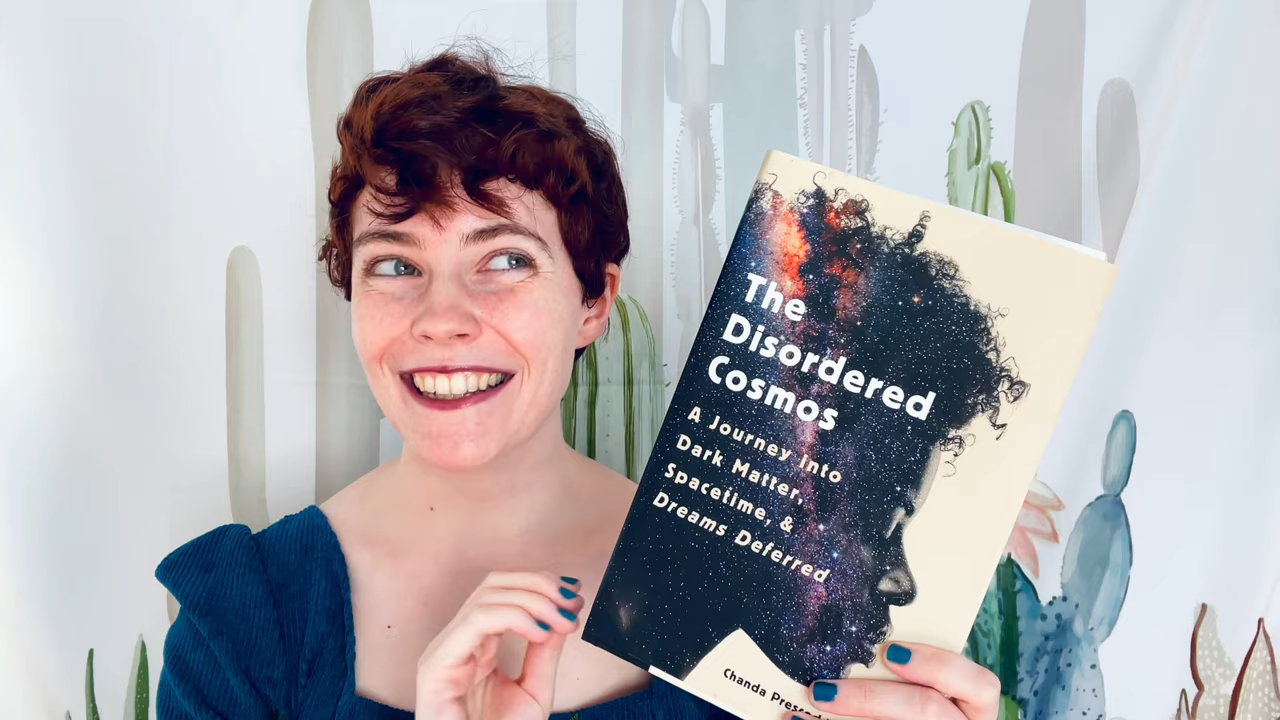 The
Disordered
Cosmos
A Journey into
Dark Matter,
Spacetime, &
Dreams Deferred
Chanda